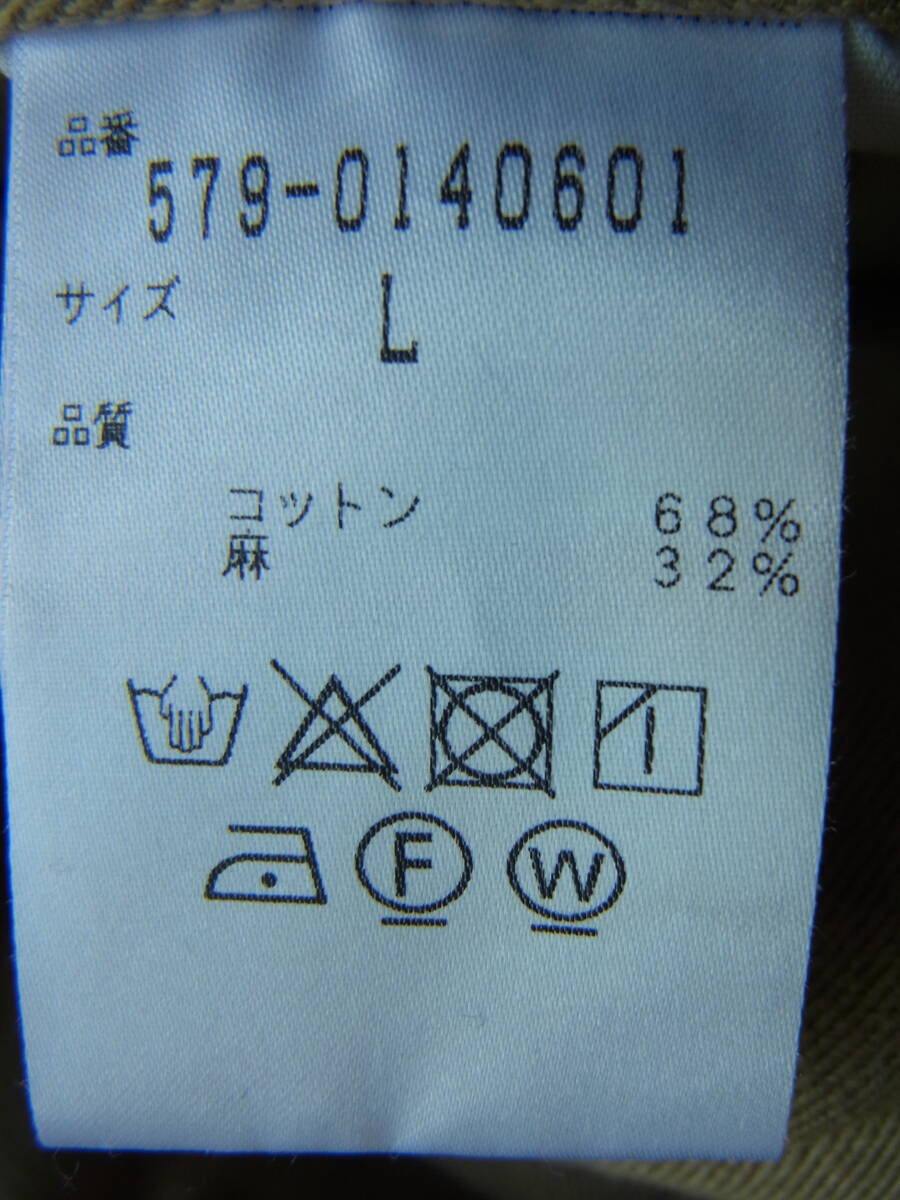 品番
579-0140601
サイズ L
品質
コットン 68%
麻 32%
F W